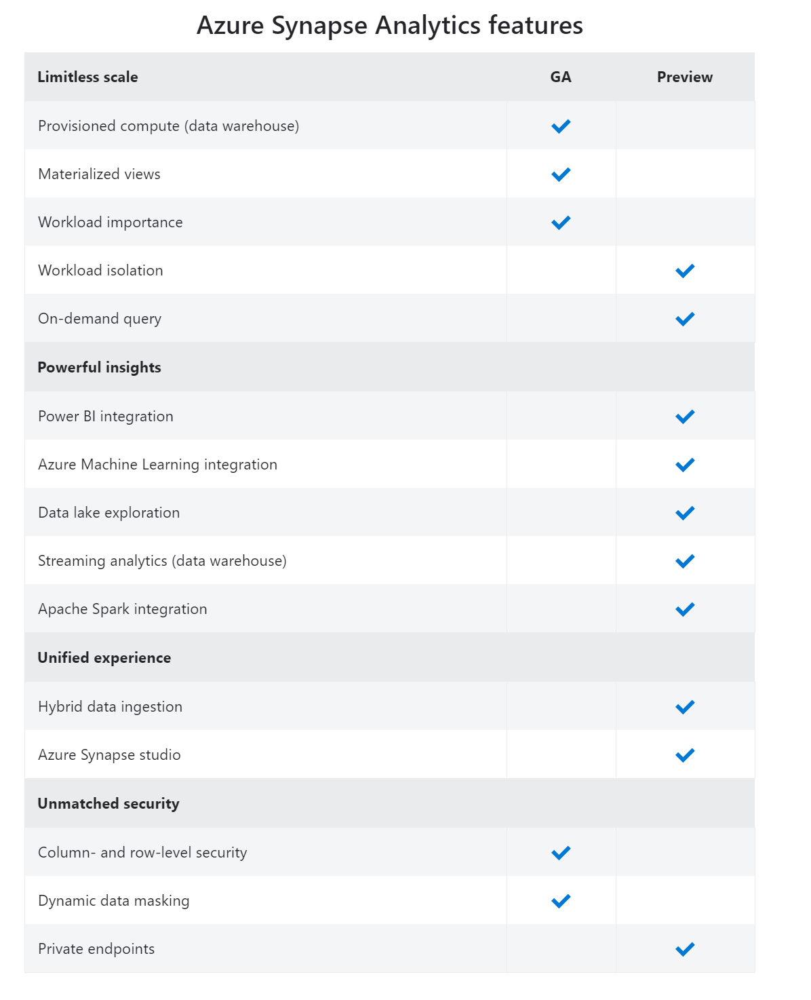 Azure Synapse Analytics features
Limitless scale GA Preview
Provisioned compute (data warehouse)
Materialized views
Workload importance
Workload isolation
On-demand query
Powerful insights
Power BI integration
Azure Machine Learning integration
Data lake exploration
Streaming analytics (data warehouse)
Apache Spark integration
Unified experience
Hybrid data ingestion
Azure Synapse studio
Unmatched security
Column- and row-level security
Dynamic data masking
Private endpoints